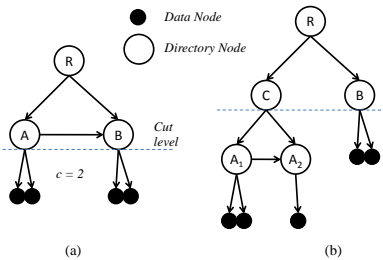 Data Node
Directory Node
R
R
C
B
A
B
Cut
level
A1
A2
c = 2
(a)
(b)